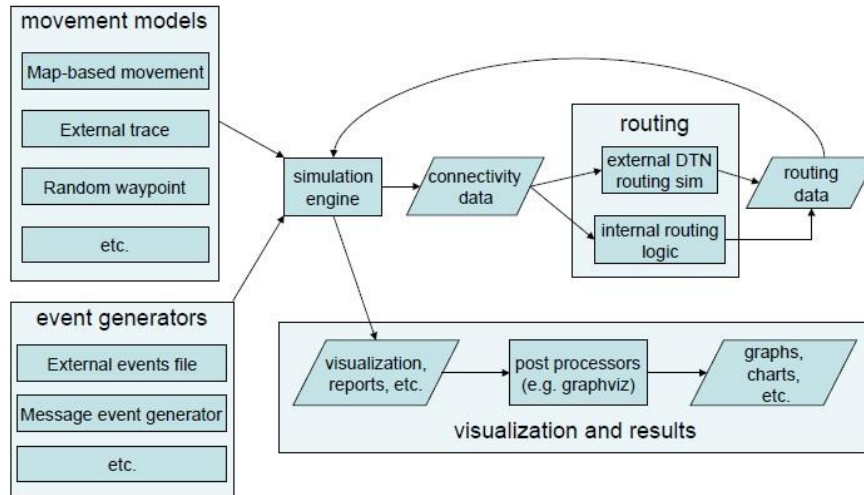 movement models
Map-based movement
External trace
Random waypoint
etc.
event generators
External events file
Message event generator
etc.
simulation
engine
connectivity
data
routing
external DTN
routing sim
internal routing
logic
routing
data
visualization,
reports, etc.
post processors
(e.g. graphviz)
graphs,
charts,
etc.
visualization and results